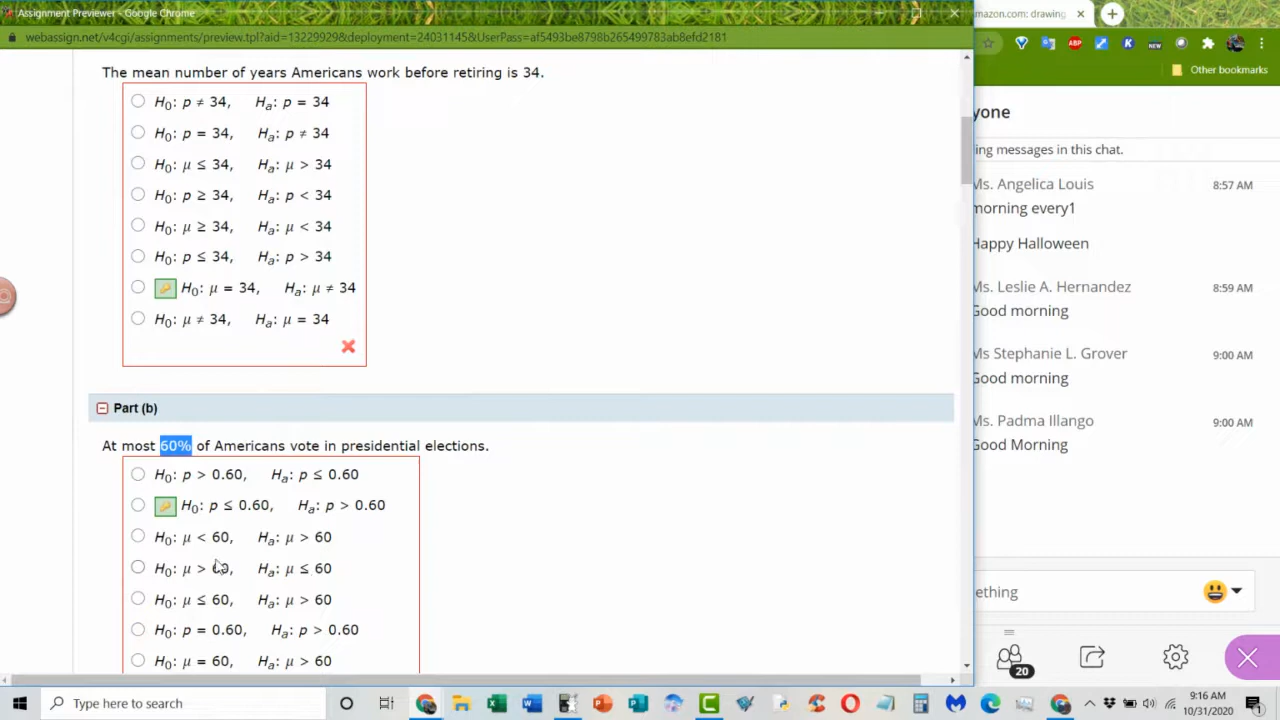 Assignment Previewer - Google Chrome
amazon.com: drawing
webassign.net/v4cgi/assignments/preview.tpl?aid=13229929&deployment=24031145&UserPass=af5493be8798b265499783ab8efd2181
ABP
K
NEW
Other bookmarks
The mean number of years Americans work before retiring is 34.
H₀: p ≠ 34, Hₐ: p = 34
H₀: p = 34, Hₐ: p ≠ 34
H₀: μ ≤ 34, Hₐ: μ > 34
H₀: p ≥ 34, Hₐ: p < 34
H₀: μ ≥ 34, Hₐ: μ < 34
H₀: p ≤ 34, Hₐ: p > 34
H₀: μ = 34, Hₐ: μ ≠ 34
H₀: μ ≠ 34, Hₐ: μ = 34
Part (b)
At most 60% of Americans vote in presidential elections.
H₀: p > 0.60, Hₐ: p ≤ 0.60
H₀: p ≤ 0.60, Hₐ: p > 0.60
H₀: μ < 60, Hₐ: μ > 60
H₀: μ > 60, Hₐ: μ ≤ 60
H₀: μ ≤ 60, Hₐ: μ > 60
H₀: p = 0.60, Hₐ: p > 0.60
H₀: μ = 60, Hₐ: μ > 60
yone
ing messages in this chat.
Ms. Angelica Louis 8:57 AM
morning every1
Happy Halloween
Ms. Leslie A. Hernandez 8:59 AM
Good morning
Ms Stephanie L. Grover 9:00 AM
Good morning
Ms. Padma Illango 9:00 AM
Good Morning
ething
20
Type here to search
9:16 AM
10/31/2020